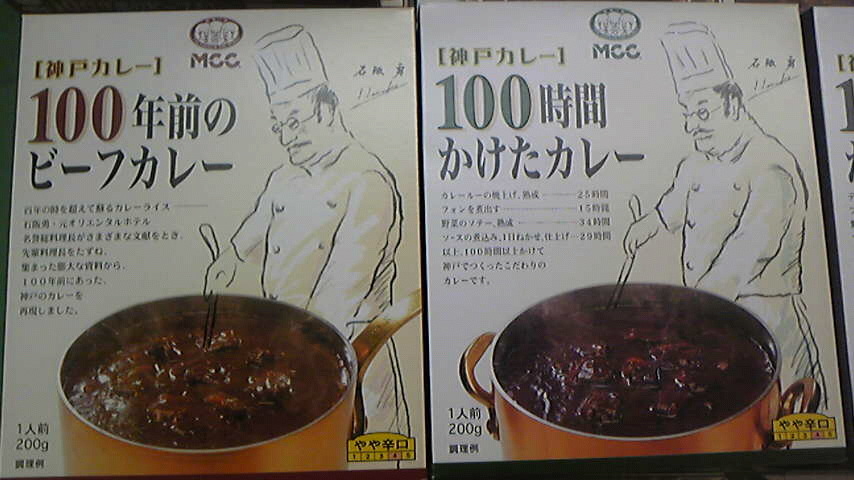 MCC
[神戸カレー]
100年前の
ビーフカレー
百年の時を超えて蘇るカレーライス
石阪勇・元オリエンタルホテル
名誉総料理長がさまざまな文献をとき、
先輩料理長をたずね、
集まった膨大な資料から、
100年前にあった、
神戸のカレーを
再現しました。
1人前
200g
調理例
やや辛口
1 2 3 4 5
MCC
[神戸カレー]
100時間
かけたカレー
カレールーの焼上げ、熟成 25時間
フォンを煮出す 15時間
野菜のソテー、熟成 34時間
ソースの煮込み、1日ねかせ、仕上げ 29時間
以上、100時間以上かけて
神戸でつくったこだわりの
カレーです。
1人前
200g
調理例
やや辛口
1 2 3 4 5